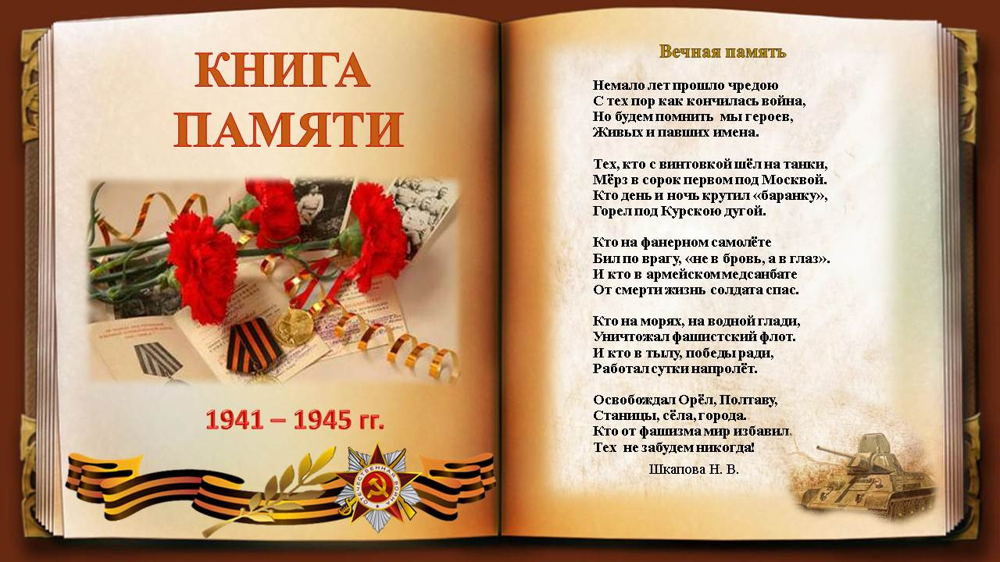 КНИГА
ПАМЯТИ
1941 – 1945 гг.
ОТЕЧЕСТВЕННАЯ ВОЙНА
Вечная память
Немало лет прошло чредою
С тех пор как кончилась война,
Но будем помнить мы героев,
Живых и павших имена.
Тех, кто с винтовкой шёл на танки,
Мёрз в сорок первом под Москвой.
Кто день и ночь крутил «баранку»,
Горел под Курскою дугой.
Кто на фанерном самолёте
Бил по врагу, «не в бровь, а в глаз».
И кто в армейском медсанбате
От смерти жизнь солдата спас.
Кто на морях, на водной глади,
Уничтожал фашистский флот.
И кто в тылу, победы ради,
Работал сутки напролёт.
Освобождал Орёл, Полтаву,
Станицы, сёла, города.
Кто от фашизма мир избавил.
Тех не забудем никогда!
Шкапова Н. В.